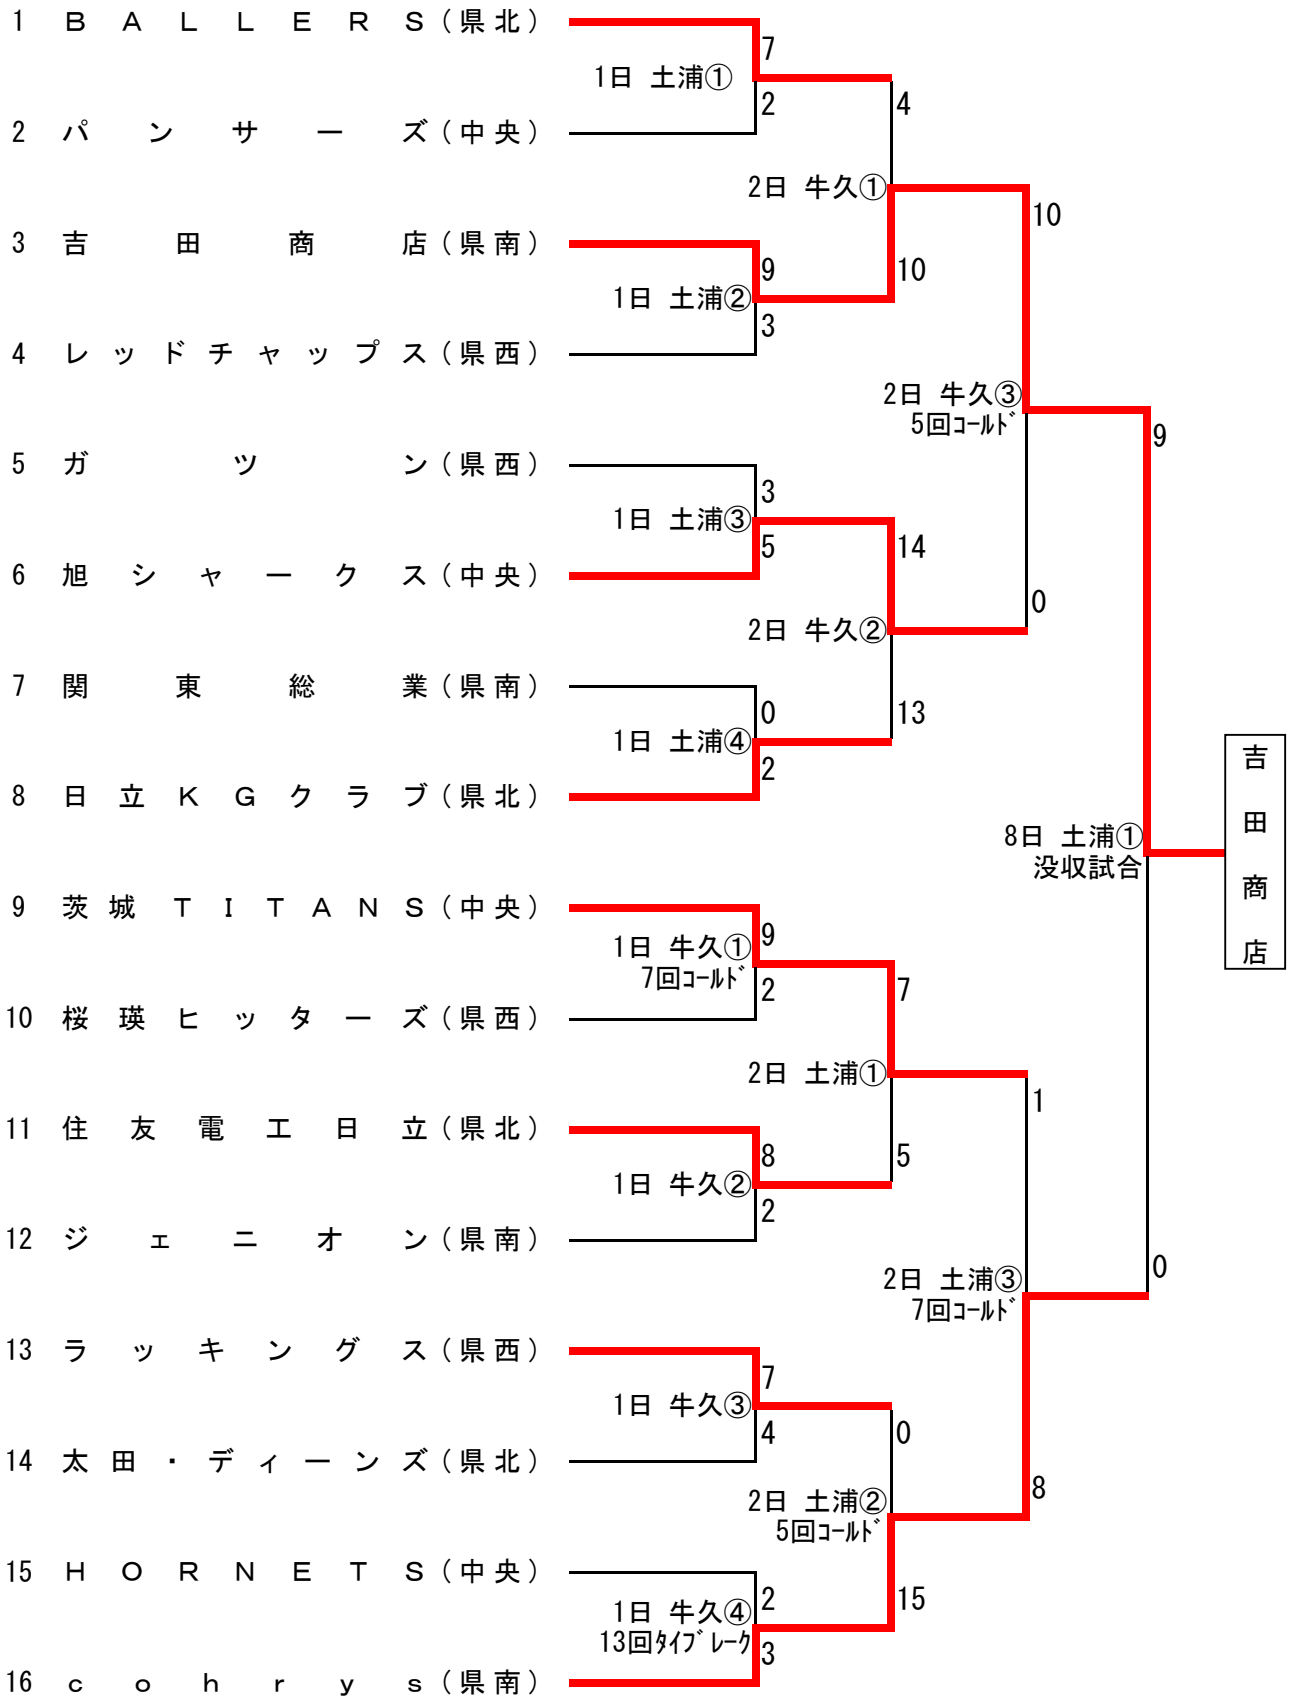 1 BALLERS(県北)
7
1日 土浦①
2
4
2 パンサーズ(中央)
2日 牛久①
10
3 吉田商店(県南)
9
10
1日 土浦②
3
4 レッドチャップス(県西)
2日 牛久③
5回ｺｰﾙﾄﾞ
9
5 ガツン(県西)
3
1日 土浦③
5
14
6 旭シャークス(中央)
0
2日 牛久②
7 関東総業(県南)
0
13
1日 土浦④
2
8 日立KGクラブ(県北)
吉田商店
8日 土浦①
没収試合
9 茨城TITANS(中央)
9
1日 牛久①
7回ｺｰﾙﾄﾞ
2
7
10 桜瑛ヒッターズ(県西)
2日 土浦①
1
11 住友電工日立(県北)
8
5
1日 牛久②
2
12 ジェニオン(県南)
0
2日 土浦③
7回ｺｰﾙﾄﾞ
13 ラッキングス(県西)
7
1日 牛久③
4
0
14 太田・ディーンズ(県北)
8
2日 土浦②
5回ｺｰﾙﾄﾞ
15 HORNETS(中央)
2
15
1日 牛久④
13回ﾀｲﾌﾞﾚｰｸ
3
16 cohrys(県南)